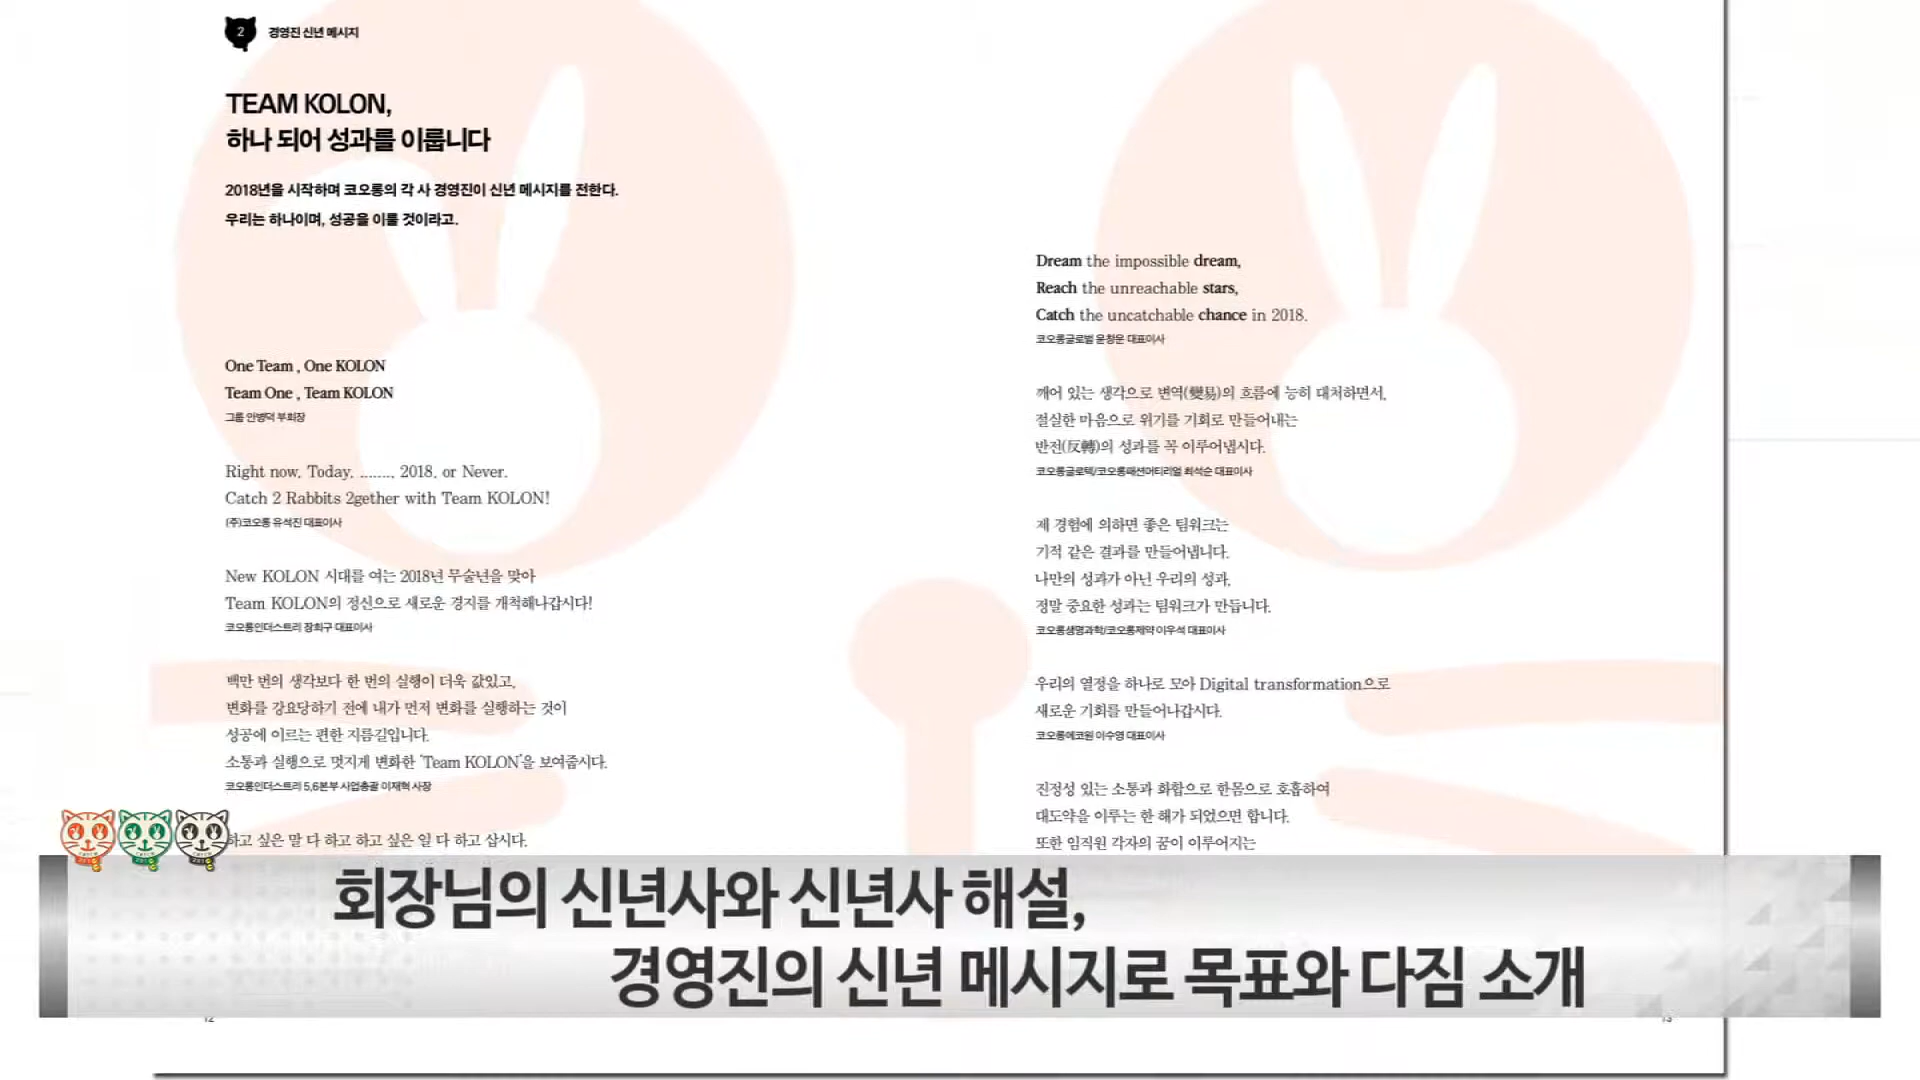 2 경영진 신년 메시지
TEAM KOLON,
하나 되어 성과를 이룹니다
2018년을 시작하며 코오롱의 각 사 경영진이 신년 메시지를 전한다.
우리는 하나이며, 성공을 이룰 것이라고.
One Team , One KOLON
Team One , Team KOLON
그룹 안병덕 부회장
Right now, Today, ......., 2018, or Never.
Catch 2 Rabbits 2gether with Team KOLON!
(주)코오롱 유석진 대표이사
New KOLON 시대를 여는 2018년 무술년을 맞아
Team KOLON의 정신으로 새로운 경지를 개척해나갑시다!
코오롱인더스트리 장희구 대표이사
백만 번의 생각보다 한 번의 실행이 더욱 값있고,
변화를 강요당하기 전에 내가 먼저 변화를 실행하는 것이
성공에 이르는 편한 지름길입니다.
소통과 실행으로 멋지게 변화한 'Team KOLON'을 보여줍시다.
코오롱인더스트리 5,6본부 사업총괄 이재혁 사장
하고 싶은 말 다 하고 하고 싶은 일 다 하고 삽시다.
Dream the impossible dream,
Reach the unreachable stars,
Catch the uncatchable chance in 2018.
코오롱글로벌 윤창운 대표이사
깨어 있는 생각으로 변역(變易)의 흐름에 능히 대처하면서,
절실한 마음으로 위기를 기회로 만들어내는
반전(反轉)의 성과를 꼭 이루어냅시다.
코오롱글로텍/코오롱패션머티리얼 최석순 대표이사
제 경험에 의하면 좋은 팀워크는
기적 같은 결과를 만들어냅니다.
나만의 성과가 아닌 우리의 성과,
정말 중요한 성과는 팀워크가 만듭니다.
코오롱생명과학/코오롱제약 이우석 대표이사
우리의 열정을 하나로 모아 Digital transformation으로
새로운 기회를 만들어나갑시다.
코오롱에코원 이수영 대표이사
진정성 있는 소통과 화합으로 한몸으로 호흡하여
대도약을 이루는 한 해가 되었으면 합니다.
또한 임직원 각자의 꿈이 이루어지는
회장님의 신년사와 신년사 해설,
경영진의 신년 메시지로 목표와 다짐 소개